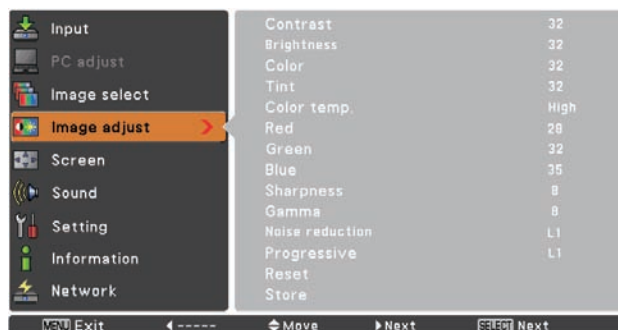 Input
PC adjust
Image select
Image adjust
Screen
Sound
Setting
Information
Network
Contrast 32
Brightness 32
Color 32
Tint 32
Color temp. High
Red 28
Green 32
Blue 35
Sharpness 8
Gamma 8
Noise reduction L1
Progressive L1
Reset
Store
MENU Exit ----- Move Next SELECT Next